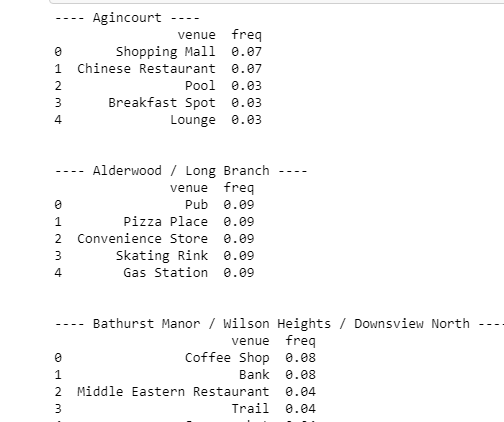 ---- Agincourt ----
venue freq
0 Shopping Mall 0.07
1 Chinese Restaurant 0.07
2 Pool 0.03
3 Breakfast Spot 0.03
4 Lounge 0.03
---- Alderwood / Long Branch ----
venue freq
0 Pub 0.09
1 Pizza Place 0.09
2 Convenience Store 0.09
3 Skating Rink 0.09
4 Gas Station 0.09
---- Bathurst Manor / Wilson Heights / Downsview North ----
venue freq
0 Coffee Shop 0.08
1 Bank 0.08
2 Middle Eastern Restaurant 0.04
3 Trail 0.04